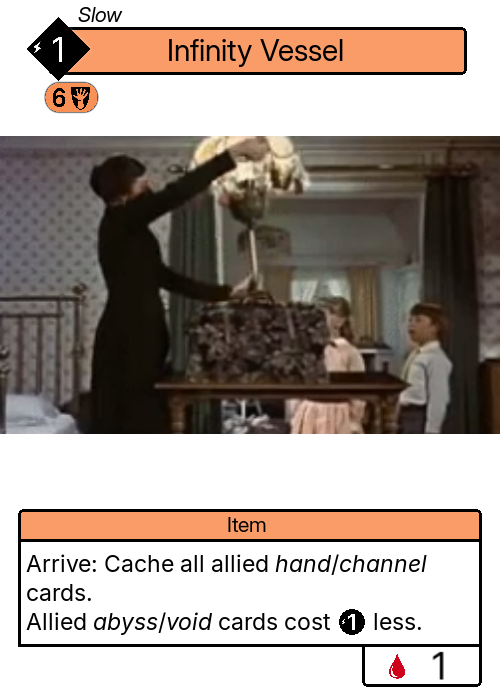 Slow
1
Infinity Vessel
6
Item
Arrive: Cache all allied hand/channel
cards.
Allied abyss/void cards cost 1 less.
1